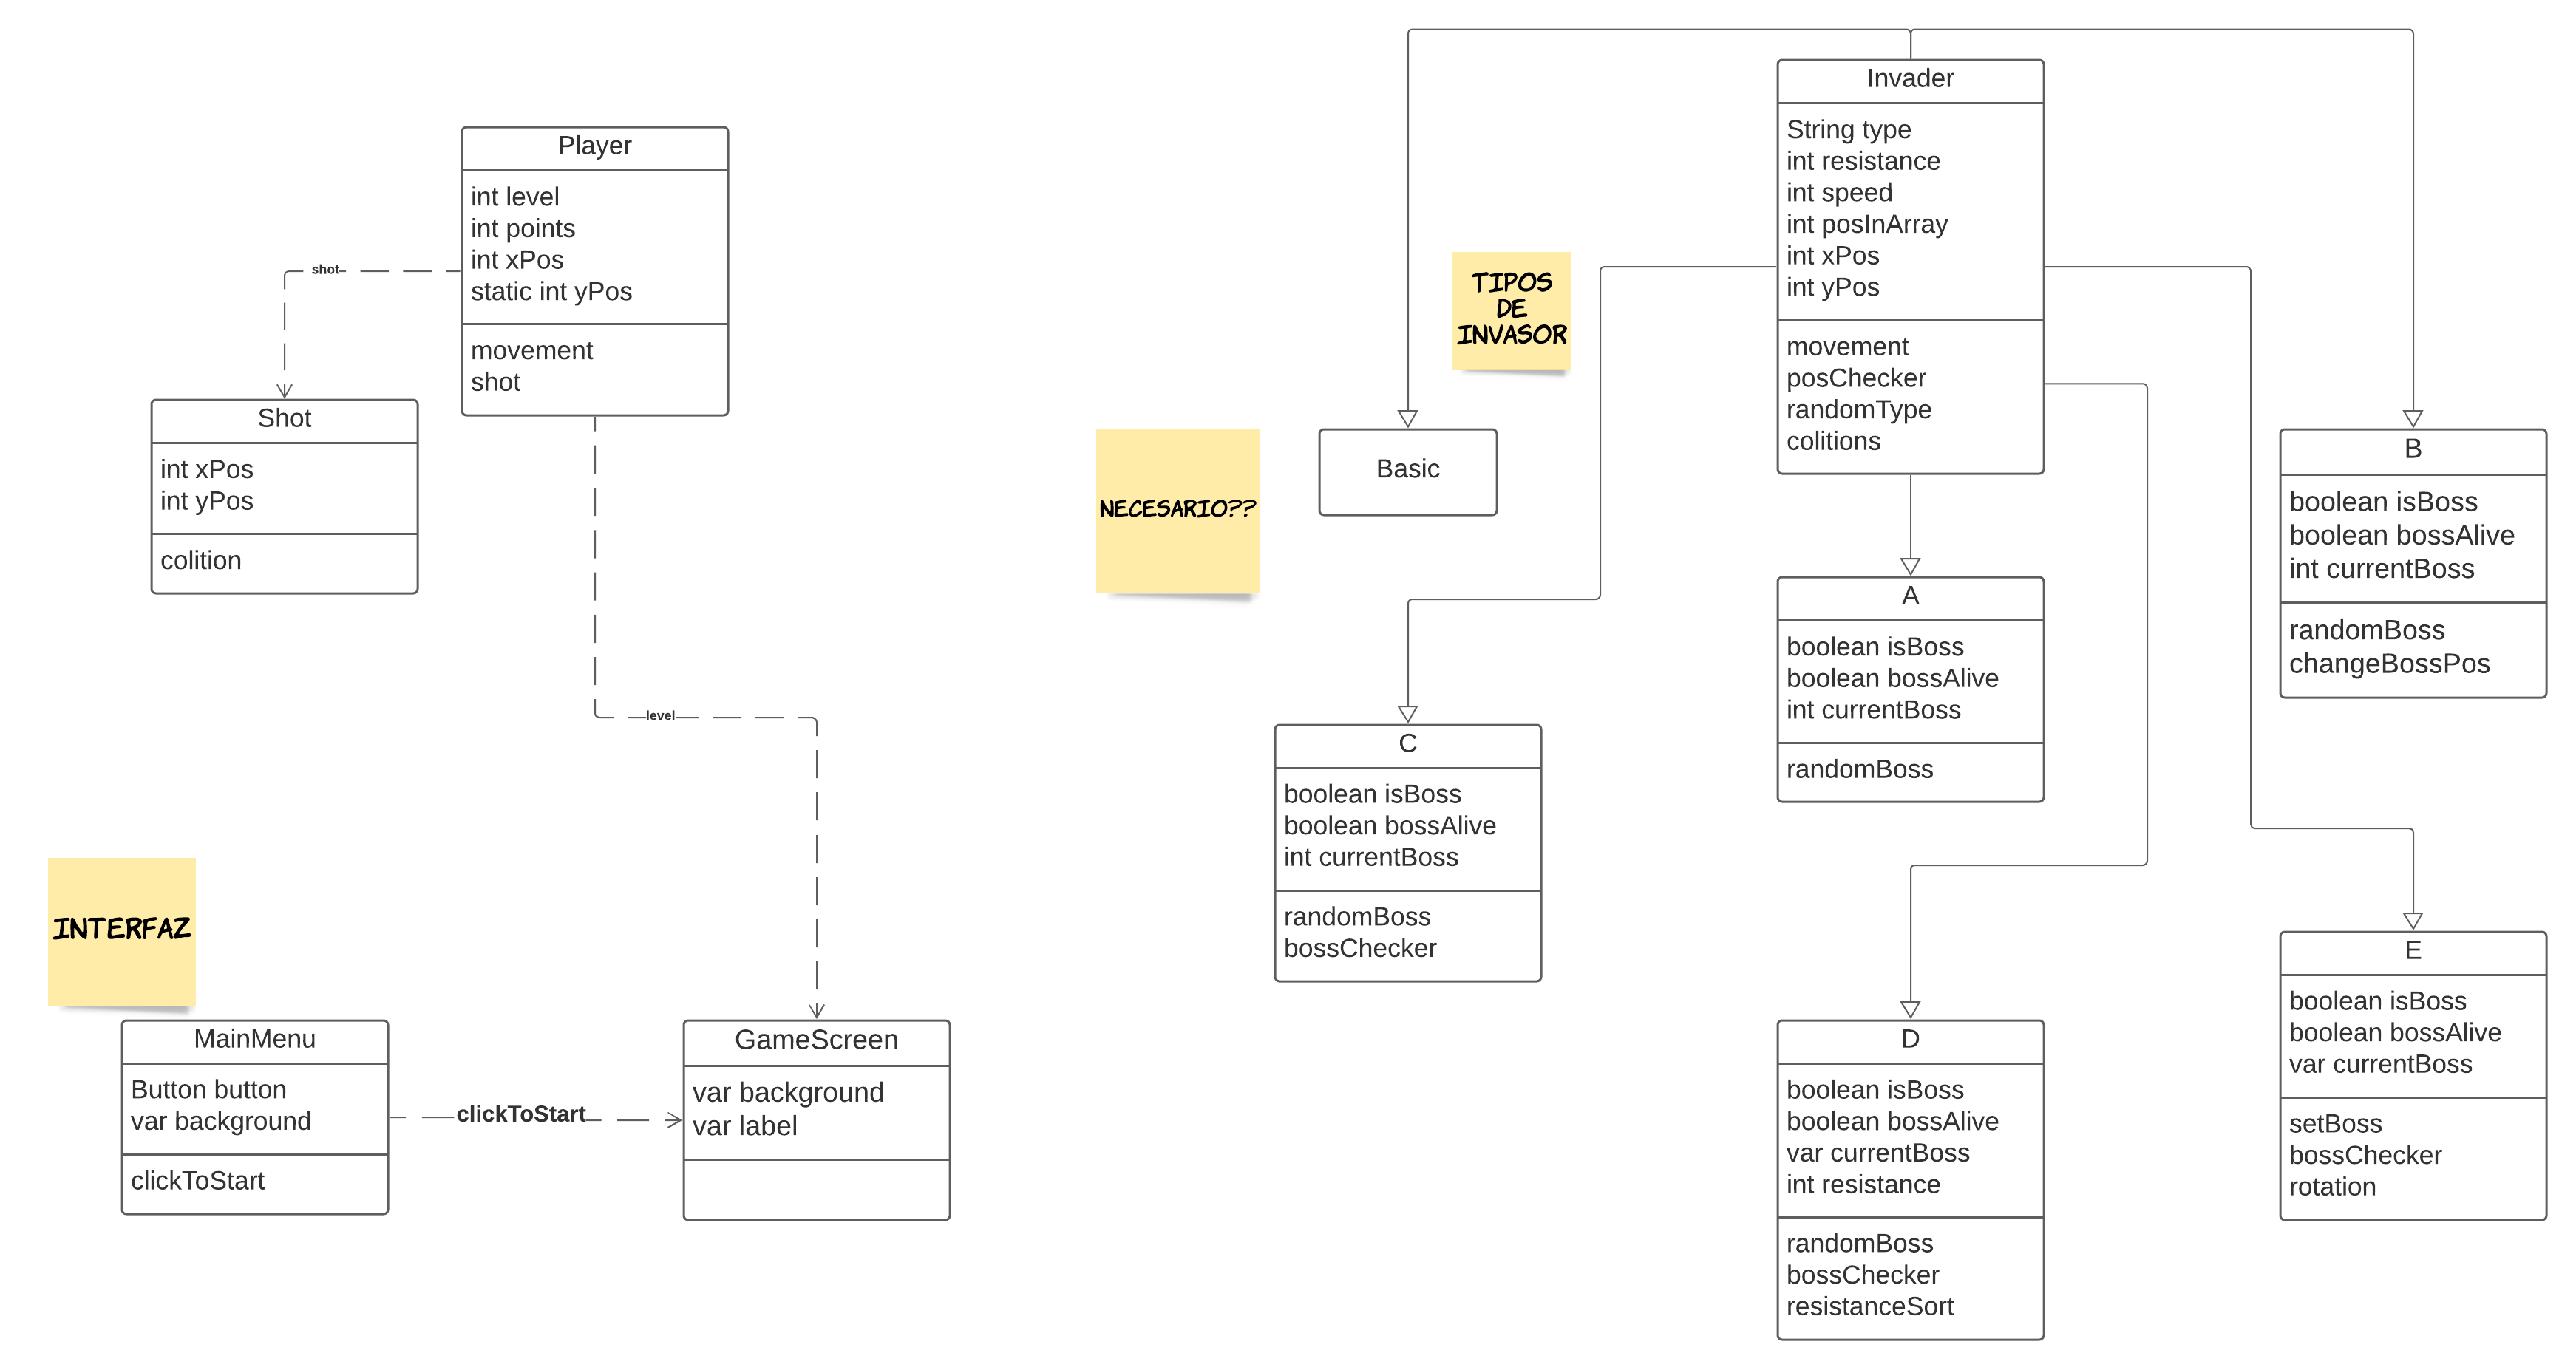 Player
int level
int points
int xPos
static int yPos
movement
shot
shot
Shot
int xPos
int yPos
colition
level
INTERFAZ
MainMenu
Button button
var background
clickToStart
clickToStart
GameScreen
var background
var label
Invader
String type
int resistance
int speed
int posInArray
int xPos
int yPos
movement
posChecker
randomType
colitions
TIPOS
DE
INVASOR
NECESARIO??
Basic
B
boolean isBoss
boolean bossAlive
int currentBoss
randomBoss
changeBossPos
A
boolean isBoss
boolean bossAlive
int currentBoss
randomBoss
C
boolean isBoss
boolean bossAlive
int currentBoss
randomBoss
bossChecker
D
boolean isBoss
boolean bossAlive
var currentBoss
int resistance
randomBoss
bossChecker
resistanceSort
E
boolean isBoss
boolean bossAlive
var currentBoss
setBoss
bossChecker
rotation